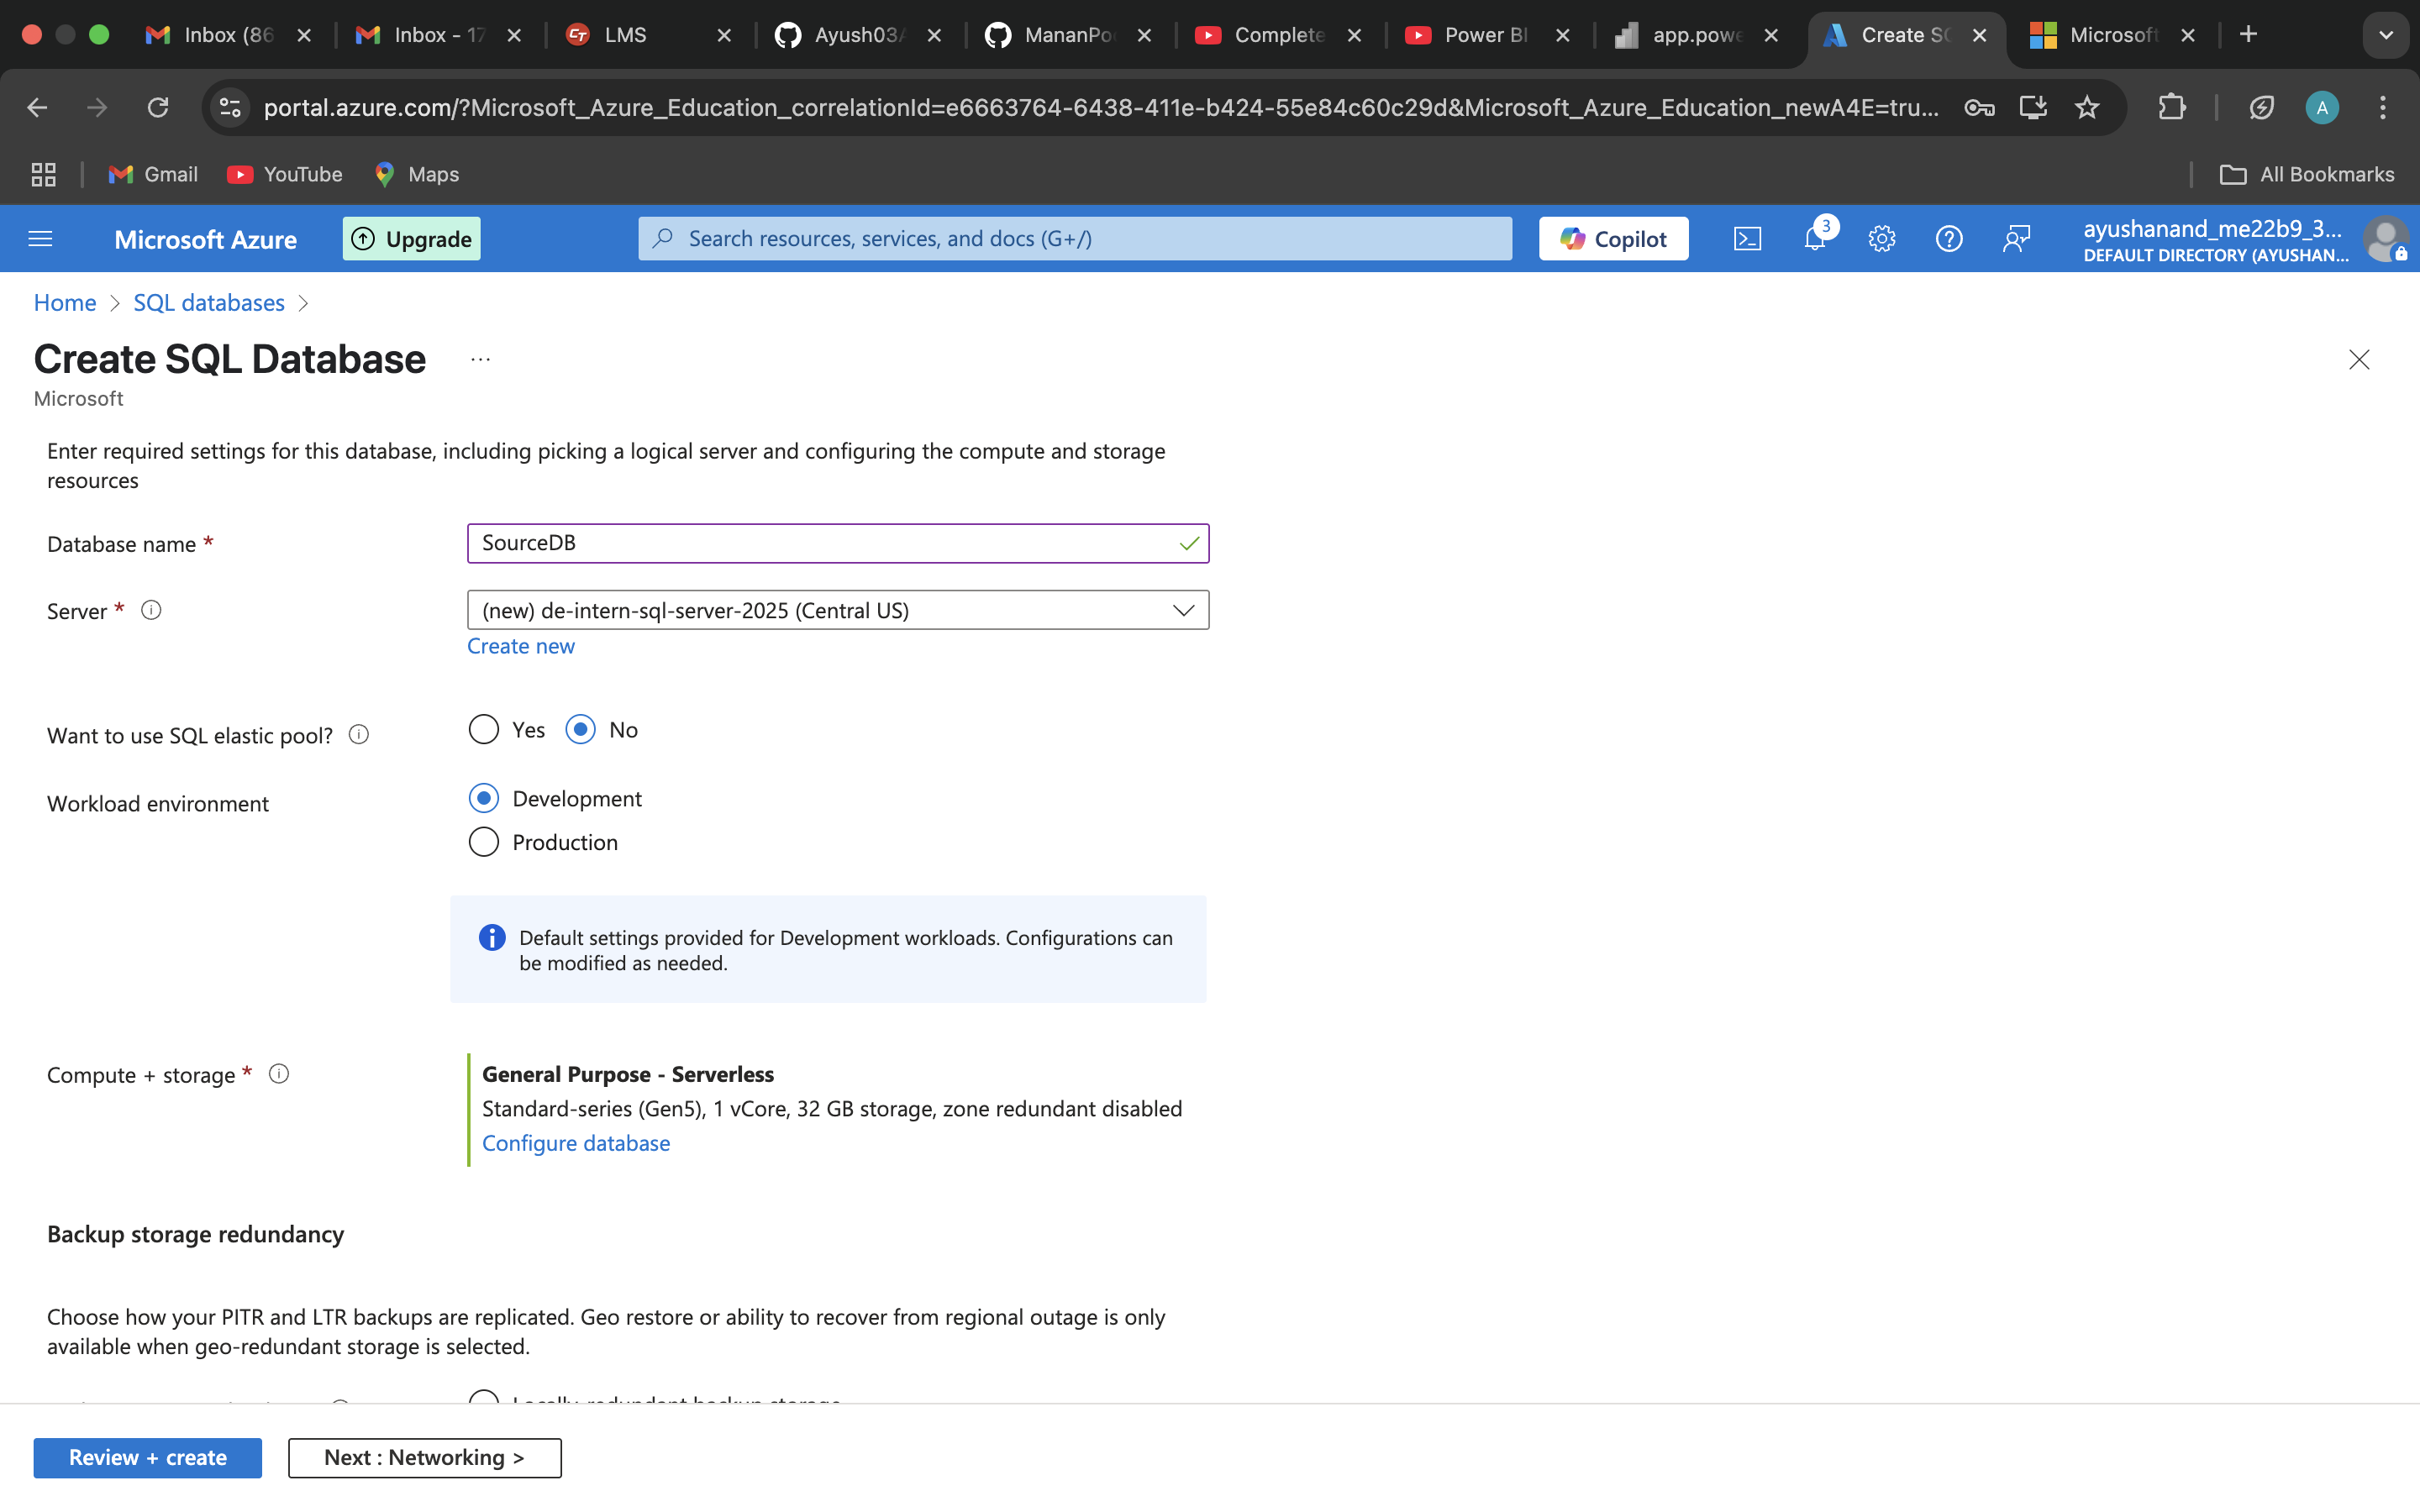 Inbox (86
Inbox - 17
LMS
Ayush03
MananPo
Complete
Power BI
app.powe
Create SQ
Microsoft
portal.azure.com/?Microsoft_Azure_Education_correlationId=e6663764-6438-411e-b424-55e84c60c29d&Microsoft_Azure_Education_newA4E=tru...
A
Gmail
YouTube
Maps
All Bookmarks
Microsoft Azure
Upgrade
Search resources, services, and docs (G+/)
Copilot
3
ayushanand_me22b9_3...
DEFAULT DIRECTORY (AYUSHAN...
Home > SQL databases >
Create SQL Database ...
Microsoft
Enter required settings for this database, including picking a logical server and configuring the compute and storage
resources
Database name *
SourceDB
Server *
(new) de-intern-sql-server-2025 (Central US)
Create new
Want to use SQL elastic pool?
Yes No
Workload environment
Development
Production
Default settings provided for Development workloads. Configurations can
be modified as needed.
Compute + storage *
General Purpose - Serverless
Standard-series (Gen5), 1 vCore, 32 GB storage, zone redundant disabled
Configure database
Backup storage redundancy
Choose how your PITR and LTR backups are replicated. Geo restore or ability to recover from regional outage is only
available when geo-redundant storage is selected.
Locally-redundant backup storage
Review + create
Next : Networking >